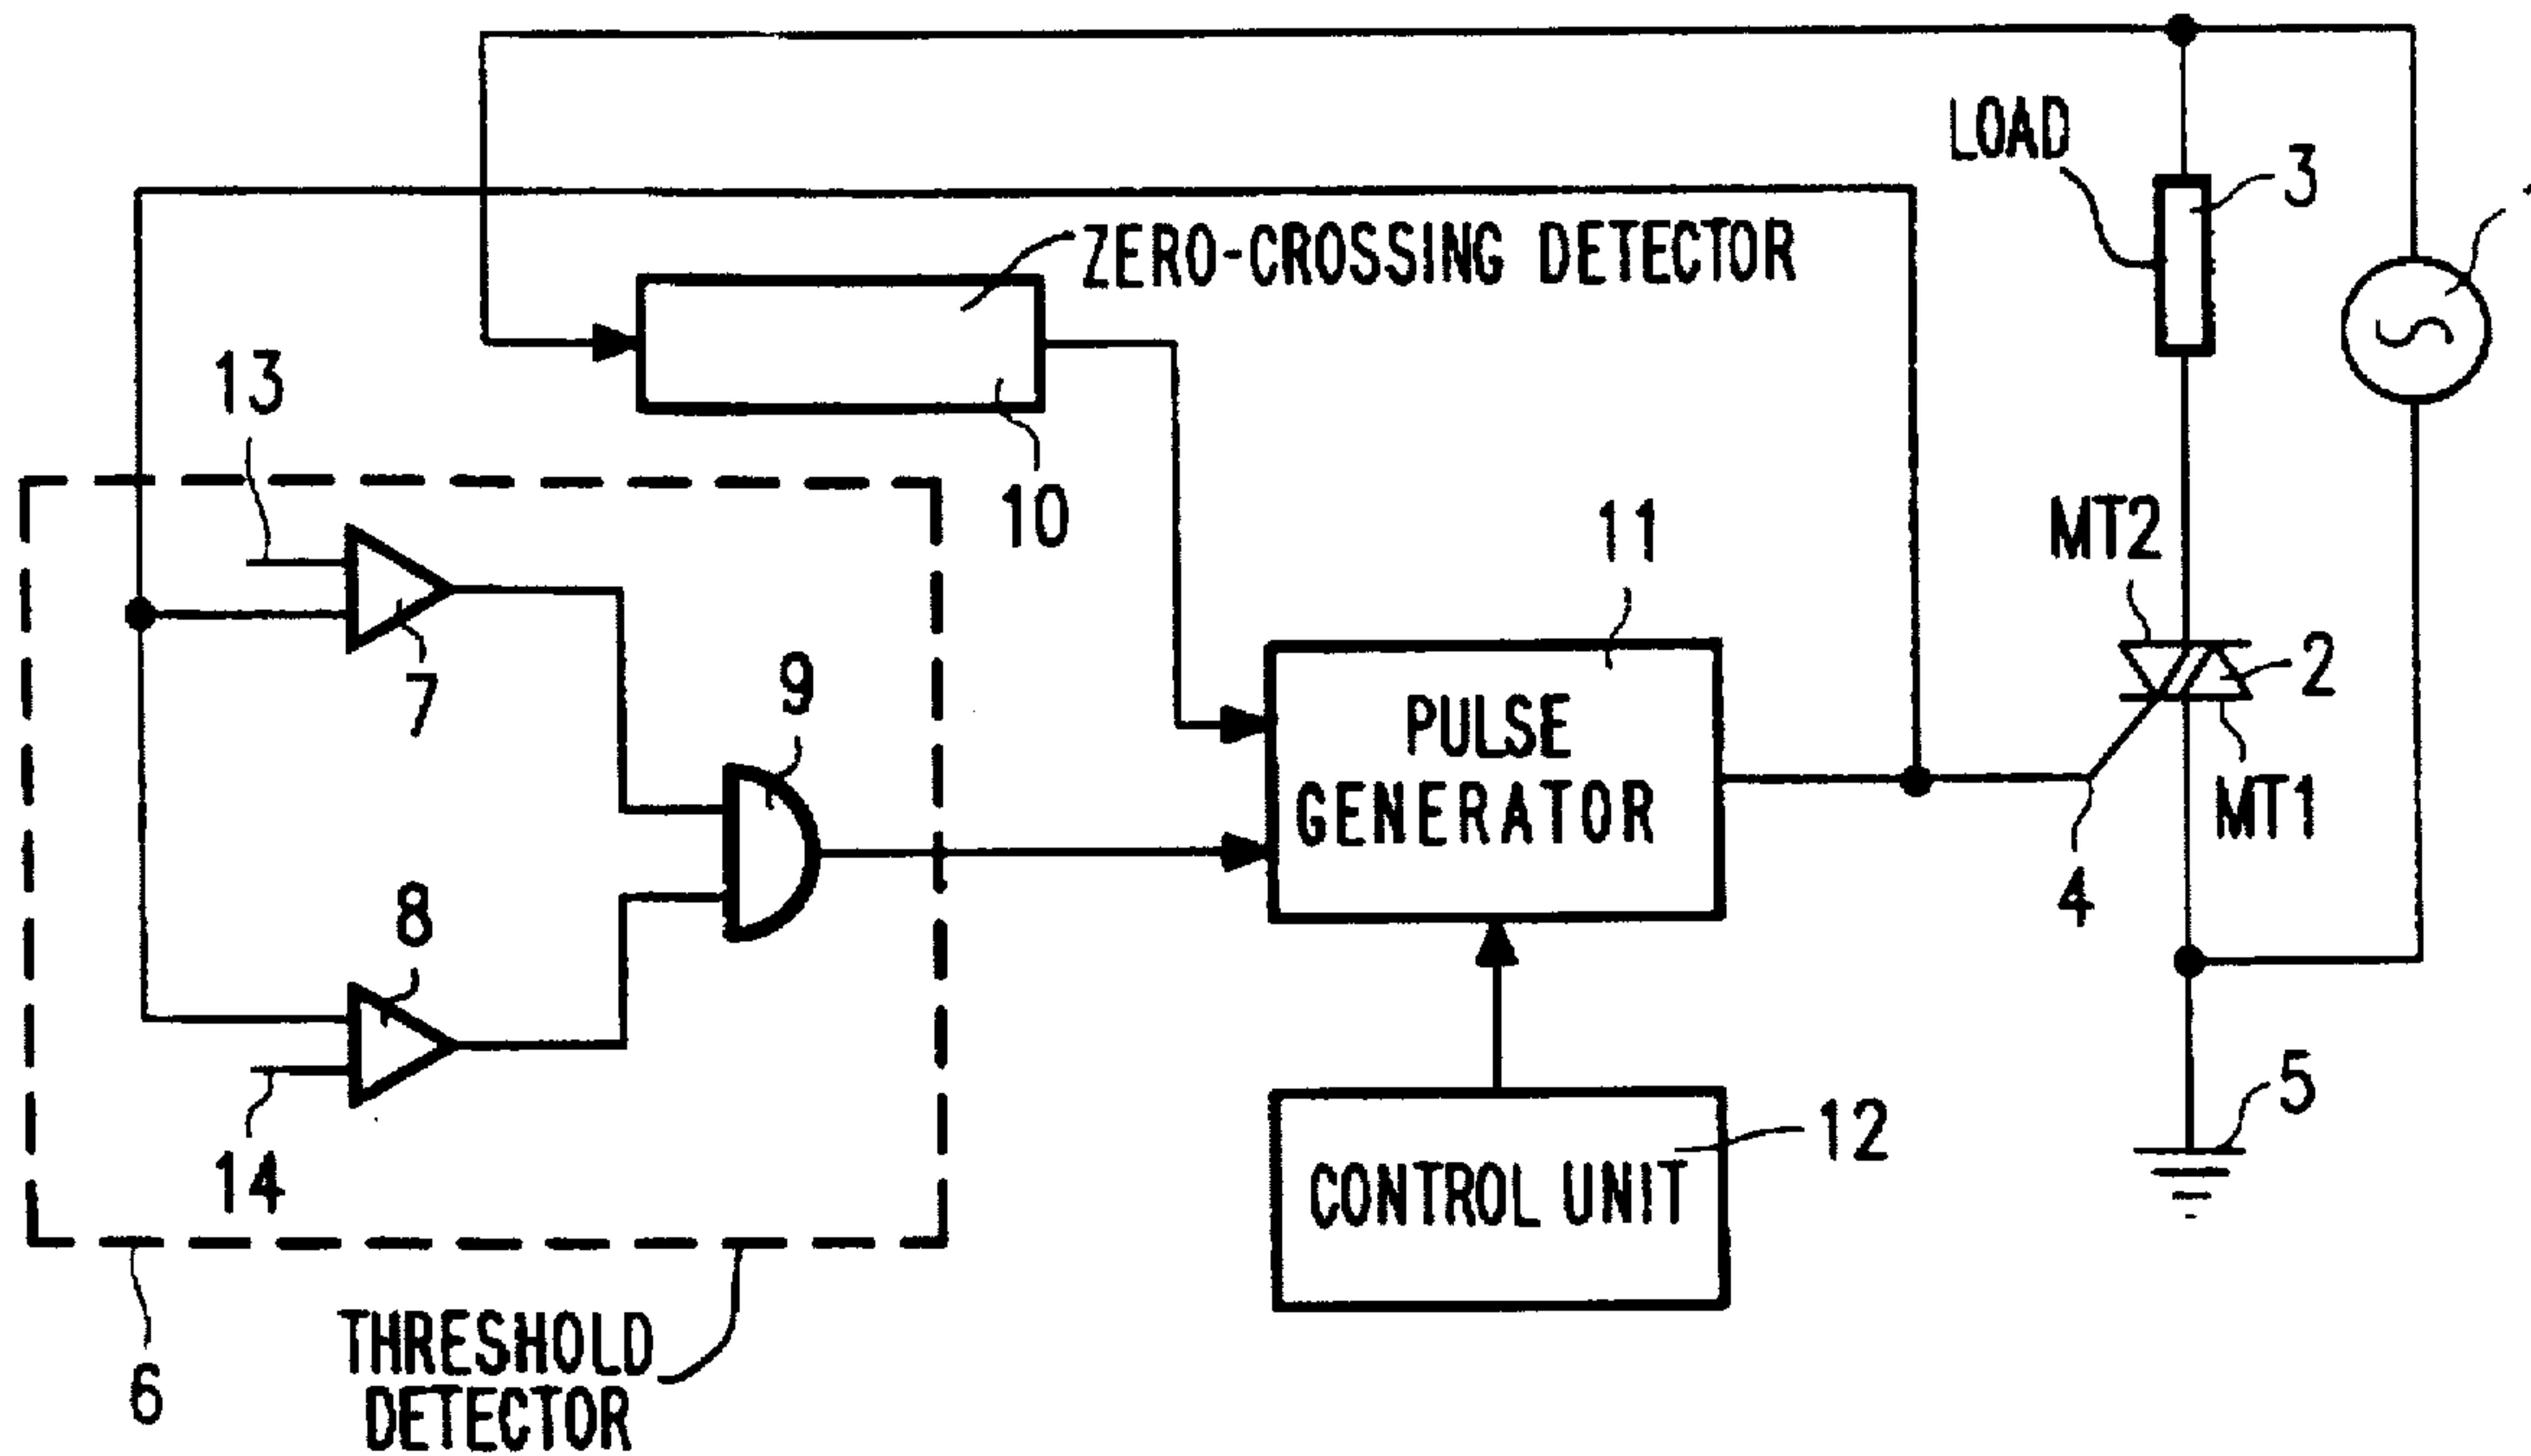 LOAD
3
ZERO-CROSSING DETECTOR
13
10
11
MT2
7
9
2
PULSE
GENERATOR
MT1
8
4
14
12
5
CONTROL UNIT
6
THRESHOLD
DETECTOR